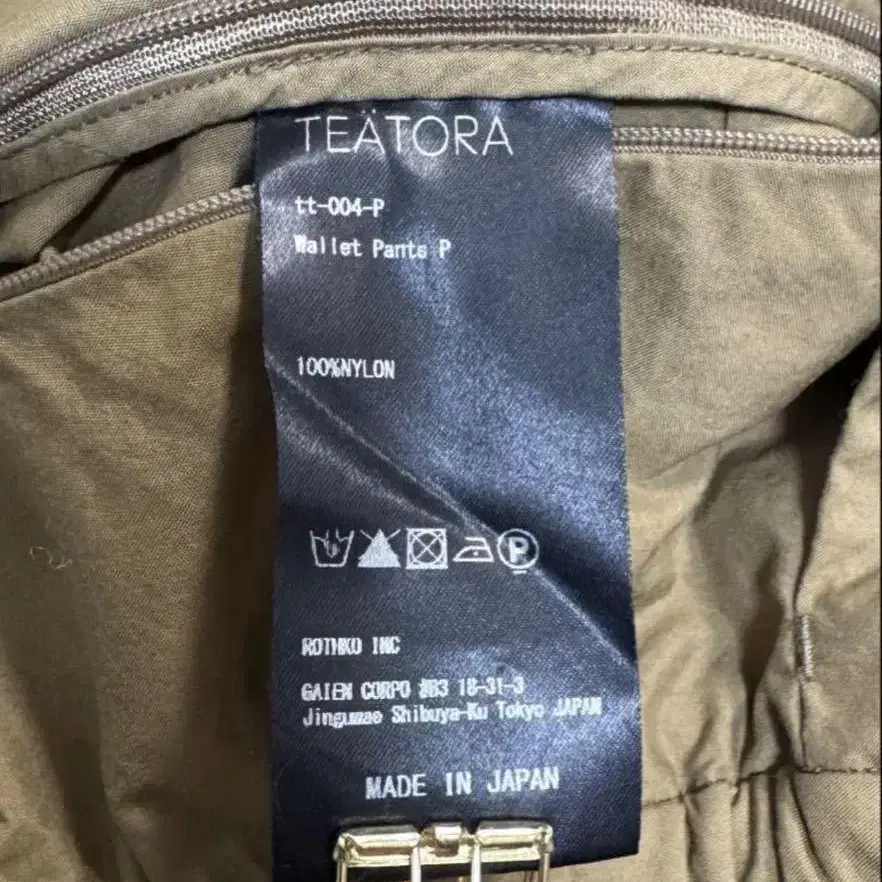 TEÄTORA
tt-004-P
Wallet Pants P
100%NYLON
P
ROTHKO INC
GAIEN CORPO #B3 18-31-3
Jingumae Shibuya-Ku Tokyo JAPAN
MADE IN JAPAN